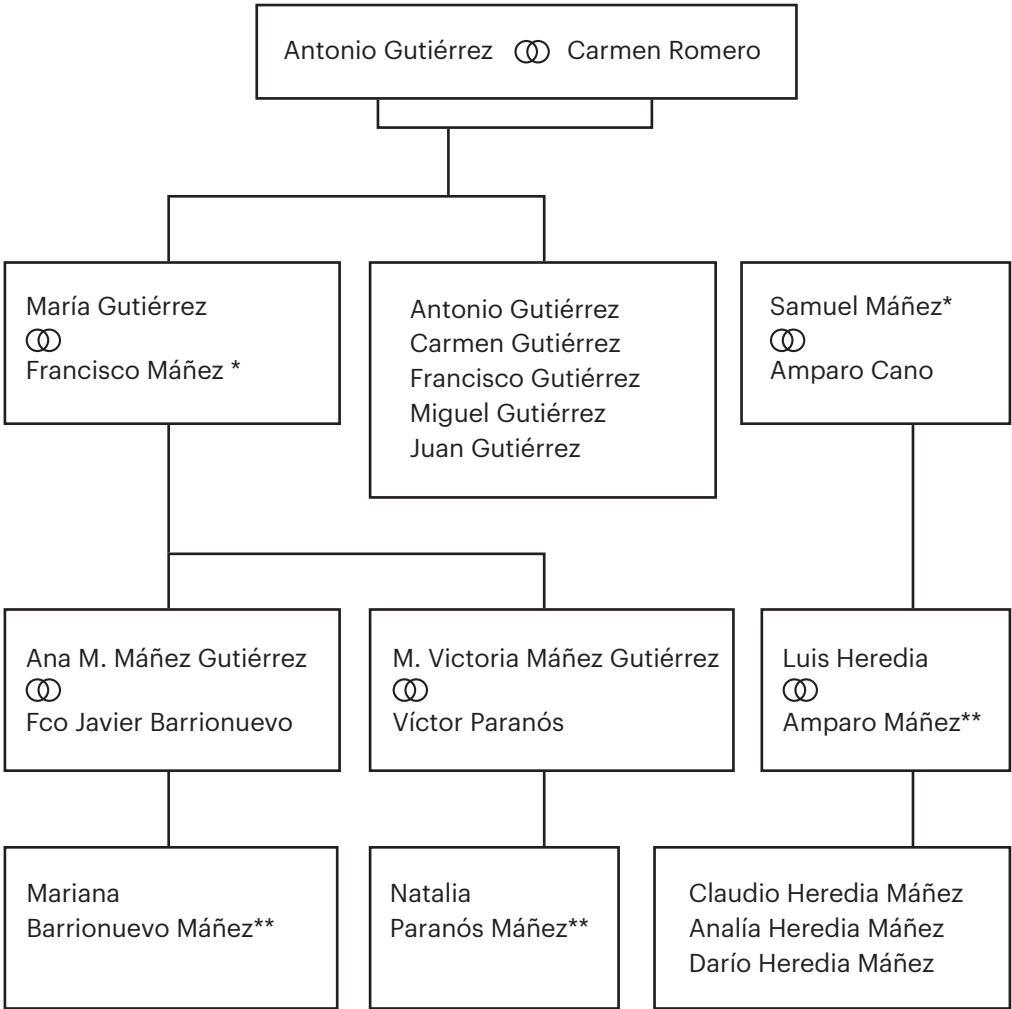 Antonio Gutiérrez Carmen Romero
María Gutiérrez
Francisco Máñez *
Antonio Gutiérrez
Carmen Gutiérrez
Francisco Gutiérrez
Miguel Gutiérrez
Juan Gutiérrez
Samuel Máñez*
Amparo Cano
Ana M. Máñez Gutiérrez
Fco Javier Barrionuevo
M. Victoria Máñez Gutiérrez
Víctor Paranós
Luis Heredia
Amparo Máñez**
Mariana
Barrionuevo Máñez**
Natalia
Paranós Máñez**
Claudio Heredia Máñez
Analía Heredia Máñez
Darío Heredia Máñez